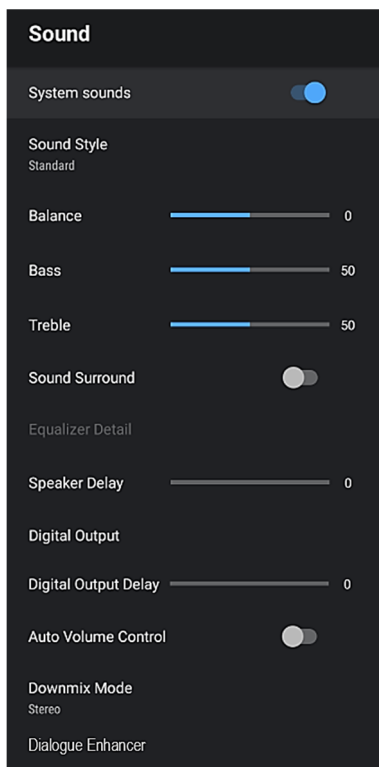 Sound
System sounds
Sound Style
Standard
Balance 0
Bass 50
Treble 50
Sound Surround
Equalizer Detail
Speaker Delay 0
Digital Output
Digital Output Delay 0
Auto Volume Control
Downmix Mode
Stereo
Dialogue Enhancer